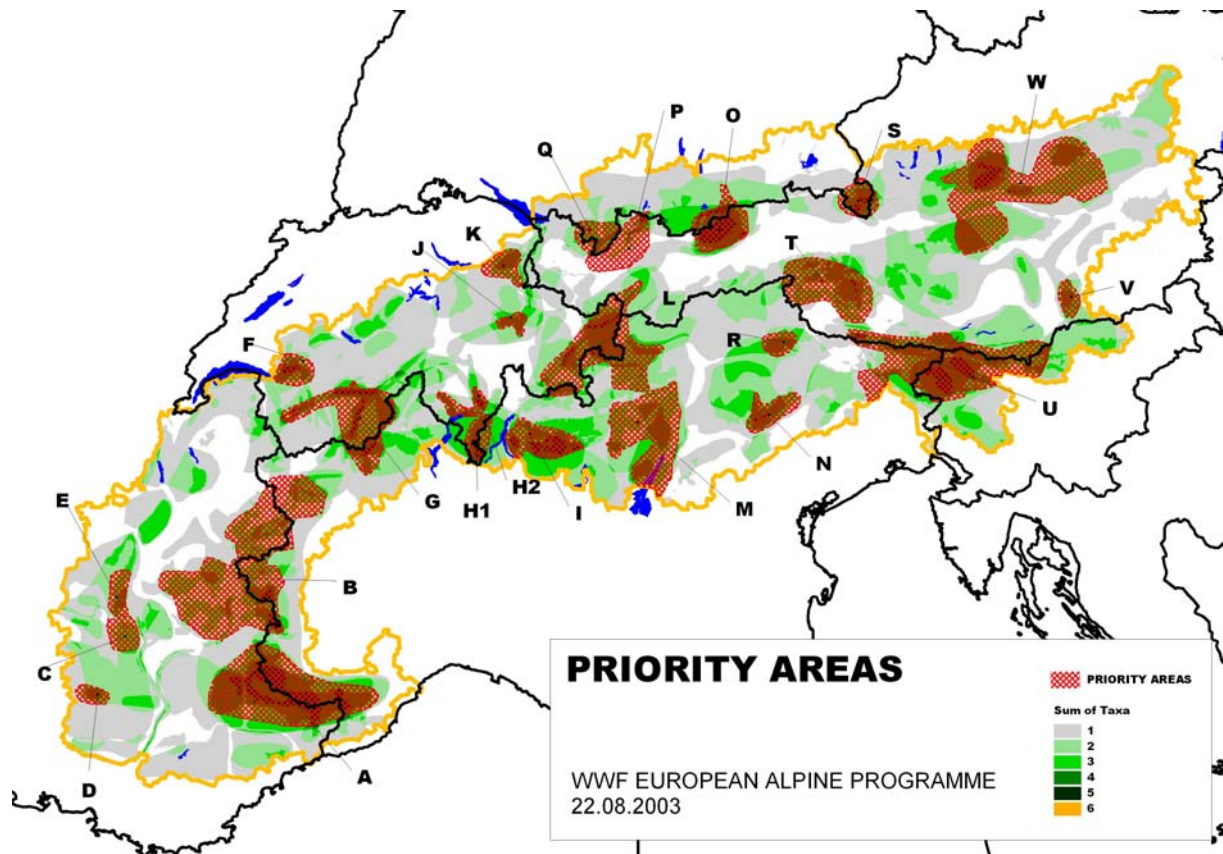 W
O
P
S
Q
K
J
T
L
V
F
R
U
N
G
H2
M
E
H1
I
B
C
PRIORITY AREAS
PRIORITY AREAS
Sum of Taxa
1
2
3
4
5
6
A
D
WWF EUROPEAN ALPINE PROGRAMME
22.08.2003